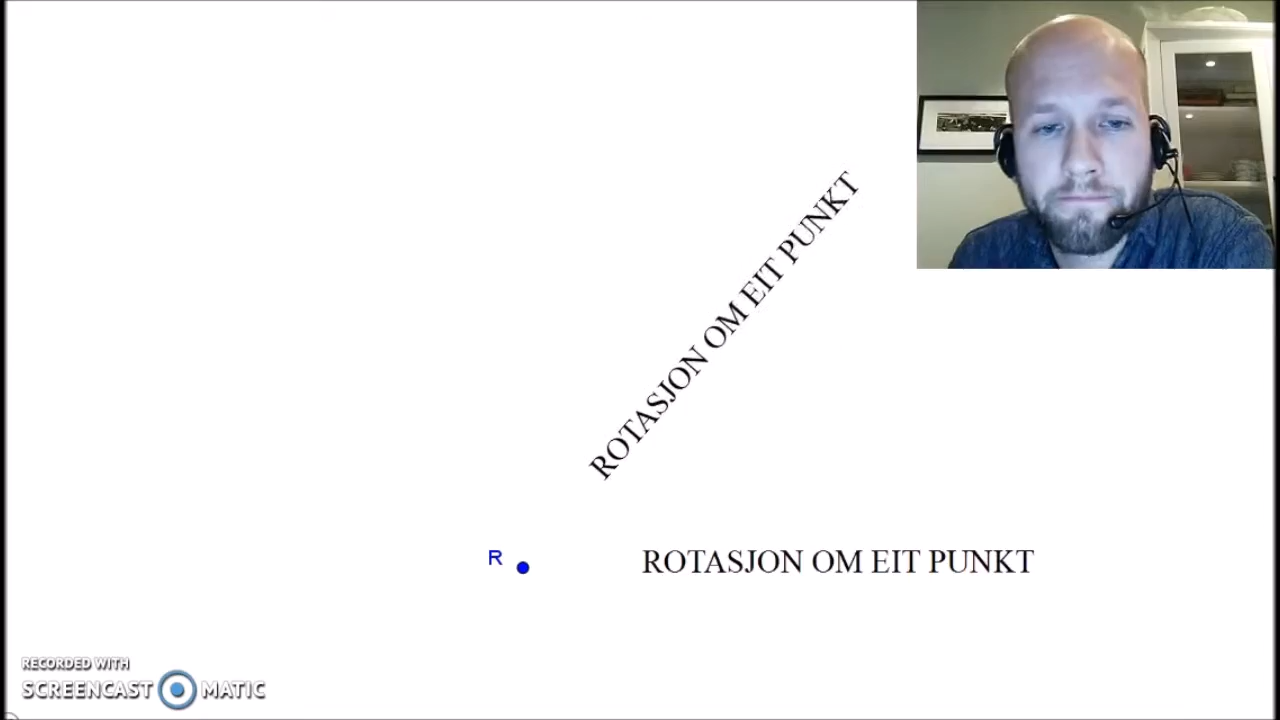 ROTASJON OM EIT PUNKT
R
ROTASJON OM EIT PUNKT
RECORDED WITH
SCREENCAST MATIC